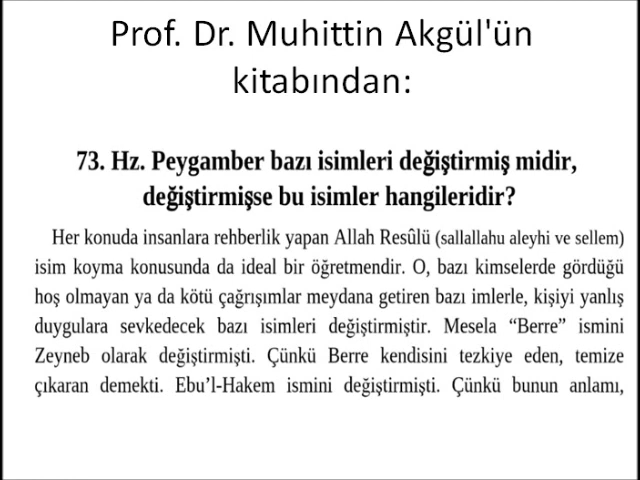 Prof. Dr. Muhittin Akgül'ün
kitabından:
73. Hz. Peygamber bazı isimleri değiştirmiş midir,
değiştirmişse bu isimler hangileridir?
Her konuda insanlara rehberlik yapan Allah Resûlü (sallallahu aleyhi ve sellem)
isim koyma konusunda da ideal bir öğretmendir. O, bazı kimselerde gördüğü
hoş olmayan ya da kötü çağrışımlar meydana getiren bazı imlerle, kişiyi yanlış
duygulara sevkedecek bazı isimleri değiştirmiştir. Mesela “Berre” ismini
Zeyneb olarak değiştirmişti. Çünkü Berre kendisini tezkiye eden, temize
çıkaran demekti. Ebu’l-Hakem ismini değiştirmişti. Çünkü bunun anlamı,